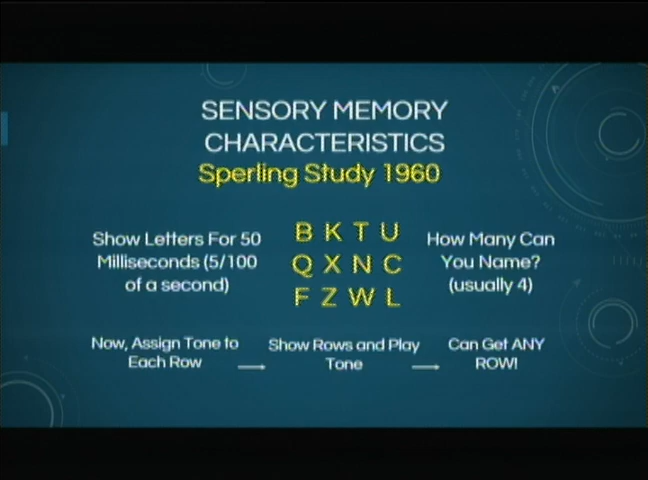 SENSORY MEMORY
CHARACTERISTICS
Sperling Study 1960
Show Letters For 50
Milliseconds (5/100
of a second)
B K T U
Q X N C
F Z W L
How Many Can
You Name?
(usually 4)
Now, Assign Tone to
Each Row
Show Rows and Play
Tone
Can Get ANY
ROW!